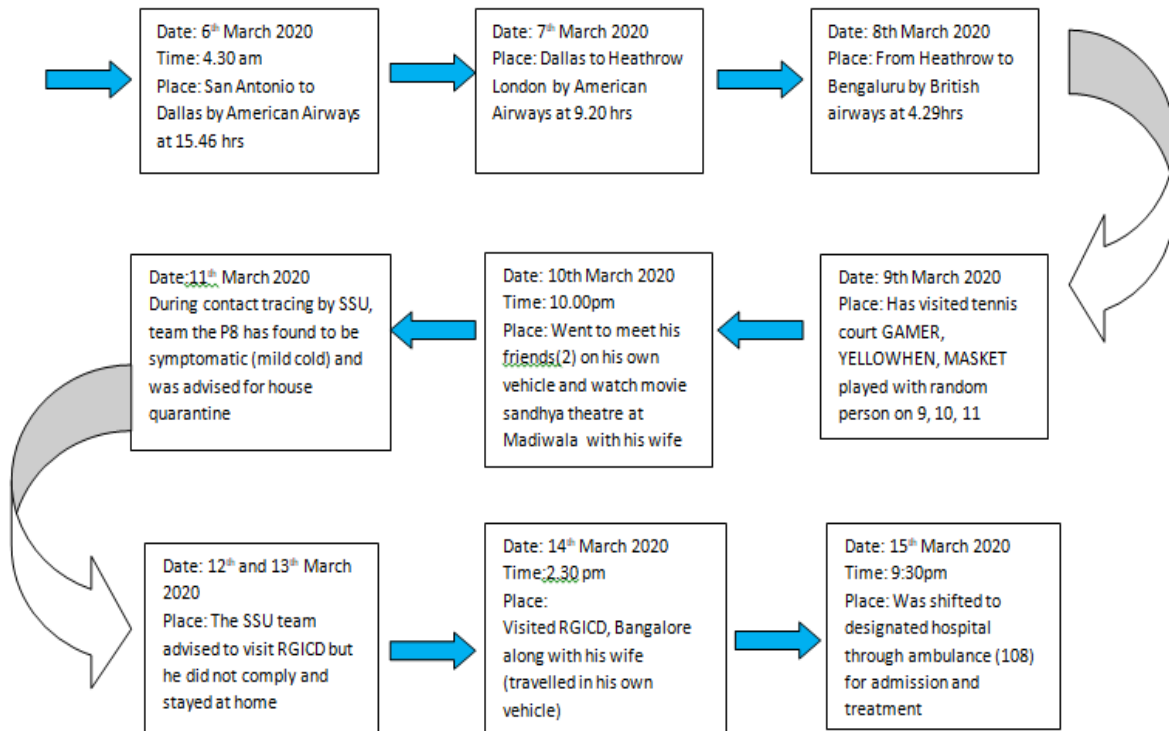 Date: 6th March 2020
Time: 4.30 am
Place: San Antonio to
Dallas by American Airways
at 15.46 hrs
Date: 7th March 2020
Place: Dallas to Heathrow
London by American
Airways at 9.20 hrs
Date: 8th March 2020
Place: From Heathrow to
Bengaluru by British
airways at 4.29hrs
Date: 9th March 2020
Place: Has visited tennis
court GAMER,
YELLOWHEN, MASKET
played with random
person on 9, 10, 11
Date: 10th March 2020
Time: 10.00pm
Place: Went to meet his
friends(2) on his own
vehicle and watch movie
sandhya theatre at
Madiwala with his wife
Date:11th March 2020
During contact tracing by SSU,
team the P8 has found to be
symptomatic (mild cold) and
was advised for house
quarantine
Date: 12th and 13th March
2020
Place: The SSU team
advised to visit RGICD but
he did not comply and
stayed at home
Date: 14th March 2020
Time:2.30 pm
Place:
Visited RGICD, Bangalore
along with his wife
(travelled in his own
vehicle)
Date: 15th March 2020
Time: 9:30pm
Place: Was shifted to
designated hospital
through ambulance (108)
for admission and
treatment